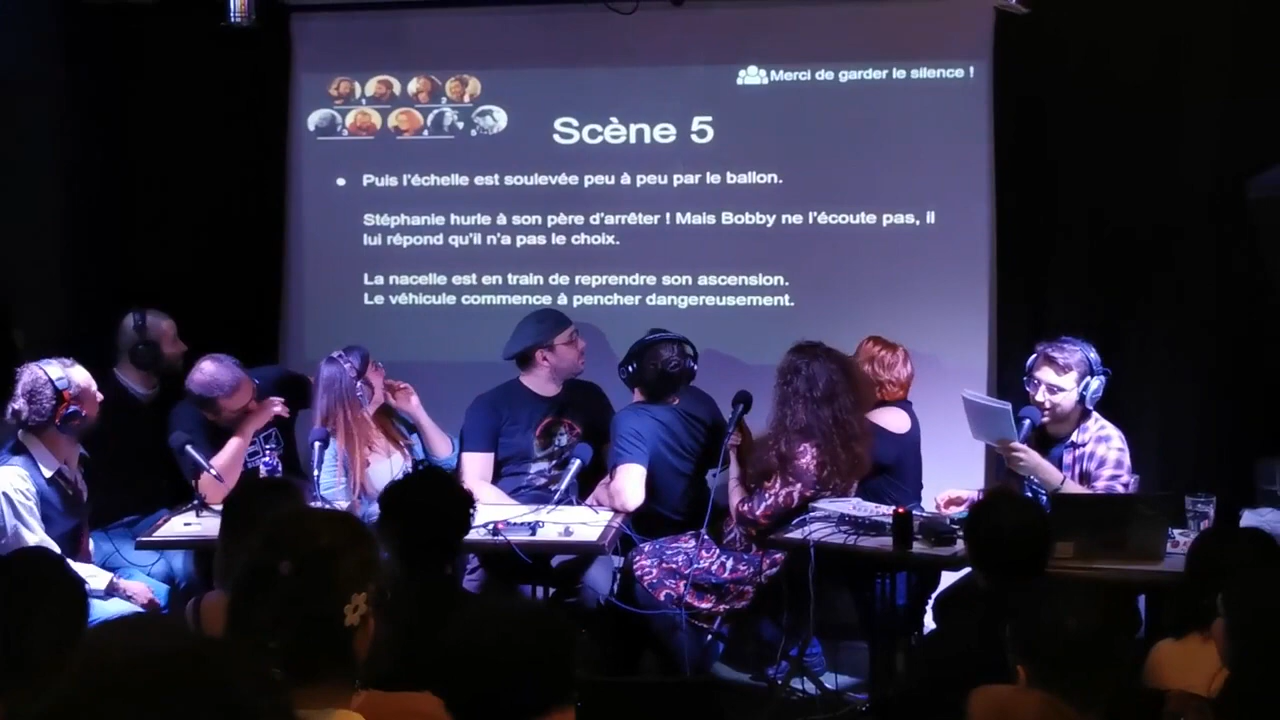 Merci de garder le silence !
Scène 5
Puis l'échelle est soulevée peu à peu par le ballon.
Stéphanie hurle à son père d'arrêter ! Mais Bobby ne l'écoute pas, il
lui répond qu'il n'a pas le choix.
La nacelle est en train de reprendre son ascension.
Le véhicule commence à pencher dangereusement.